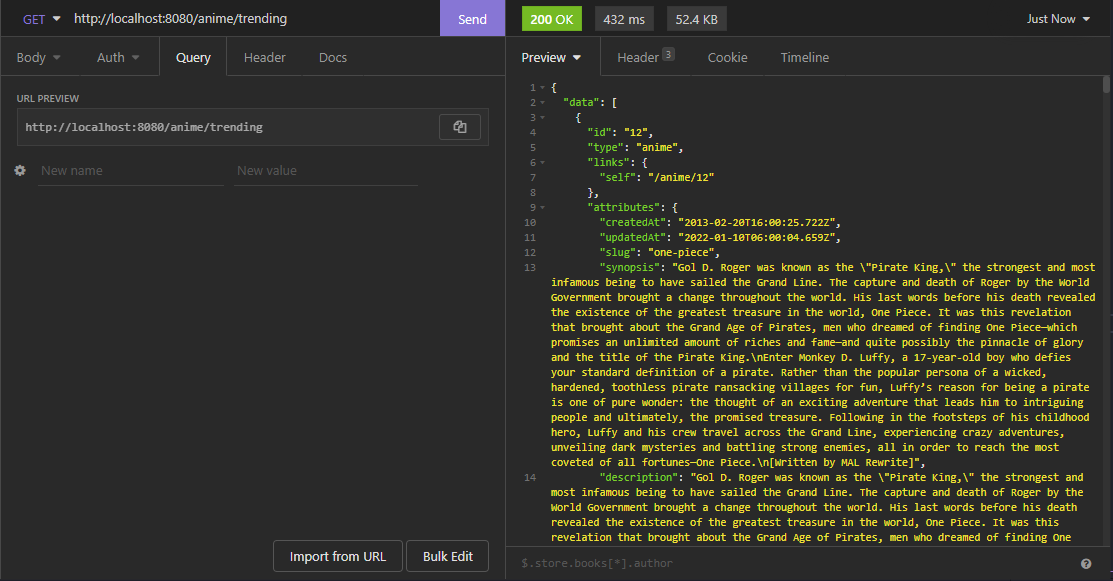 GET http://localhost:8080/anime/trending Send 200 OK 432 ms 52.4 KB Just Now
Body Auth Query Header Docs
URL PREVIEW
http://localhost:8080/anime/trending
New name New value
Import from URL Bulk Edit
Preview Header 3 Cookie Timeline
1 {
2 "data": [
3 {
4 "id": "12",
5 "type": "anime",
6 "links": {
7 "self": "/anime/12"
8 },
9 "attributes": {
10 "createdAt": "2013-02-20T16:00:25.722Z",
11 "updatedAt": "2022-01-10T06:00:04.659Z",
12 "slug": "one-piece",
13 "synopsis": "Gol D. Roger was known as the \"Pirate King,\" the strongest and most
infamous being to have sailed the Grand Line. The capture and death of Roger by the World
Government brought a change throughout the world. His last words before his death revealed
the existence of the greatest treasure in the world, One Piece. It was this revelation
that brought about the Grand Age of Pirates, men who dreamed of finding One Piece—which
promises an unlimited amount of riches and fame—and quite possibly the pinnacle of glory
and the title of the Pirate King.\nEnter Monkey D. Luffy, a 17-year-old boy who defies
your standard definition of a pirate. Rather than the popular persona of a wicked,
hardened, toothless pirate ransacking villages for fun, Luffy’s reason for being a pirate
is one of pure wonder: the thought of an exciting adventure that leads him to intriguing
people and ultimately, the promised treasure. Following in the footsteps of his childhood
hero, Luffy and his crew travel across the Grand Line, experiencing crazy adventures,
unveiling dark mysteries and battling strong enemies, all in order to reach the most
coveted of all fortunes—One Piece.\n[Written by MAL Rewrite]",
14 "description": "Gol D. Roger was known as the \"Pirate King,\" the strongest and
most infamous being to have sailed the Grand Line. The capture and death of Roger by the
World Government brought a change throughout the world. His last words before his death
revealed the existence of the greatest treasure in the world, One Piece. It was this
revelation that brought about the Grand Age of Pirates, men who dreamed of finding One
$.store.books[*].author